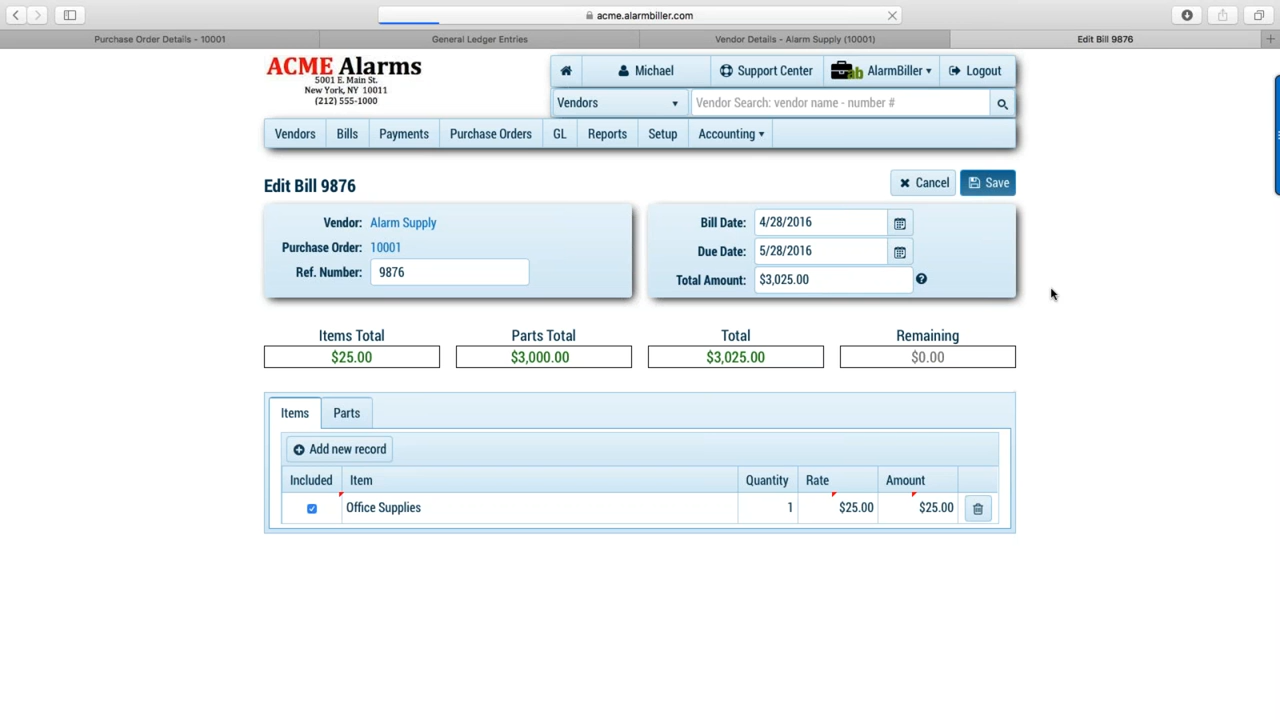 acme.alarmbiller.com
Purchase Order Details - 10001
General Ledger Entries
Vendor Details - Alarm Supply (10001)
Edit Bill 9876
ACME Alarms
5001 E. Main St.
New York, NY 10011
(212) 555-1000
Michael
Support Center
ab AlarmBiller
Logout
Vendors
Vendor Search: vendor name - number #
Vendors Bills Payments Purchase Orders GL Reports Setup Accounting
Edit Bill 9876
Cancel
Save
Vendor: Alarm Supply
Purchase Order: 10001
Ref. Number: 9876
Bill Date: 4/28/2016
Due Date: 5/28/2016
Total Amount: $3,025.00
Items Total Parts Total Total Remaining
$25.00 $3,000.00 $3,025.00 $0.00
Items Parts
Add new record
Included Item Quantity Rate Amount
Office Supplies 1 $25.00 $25.00